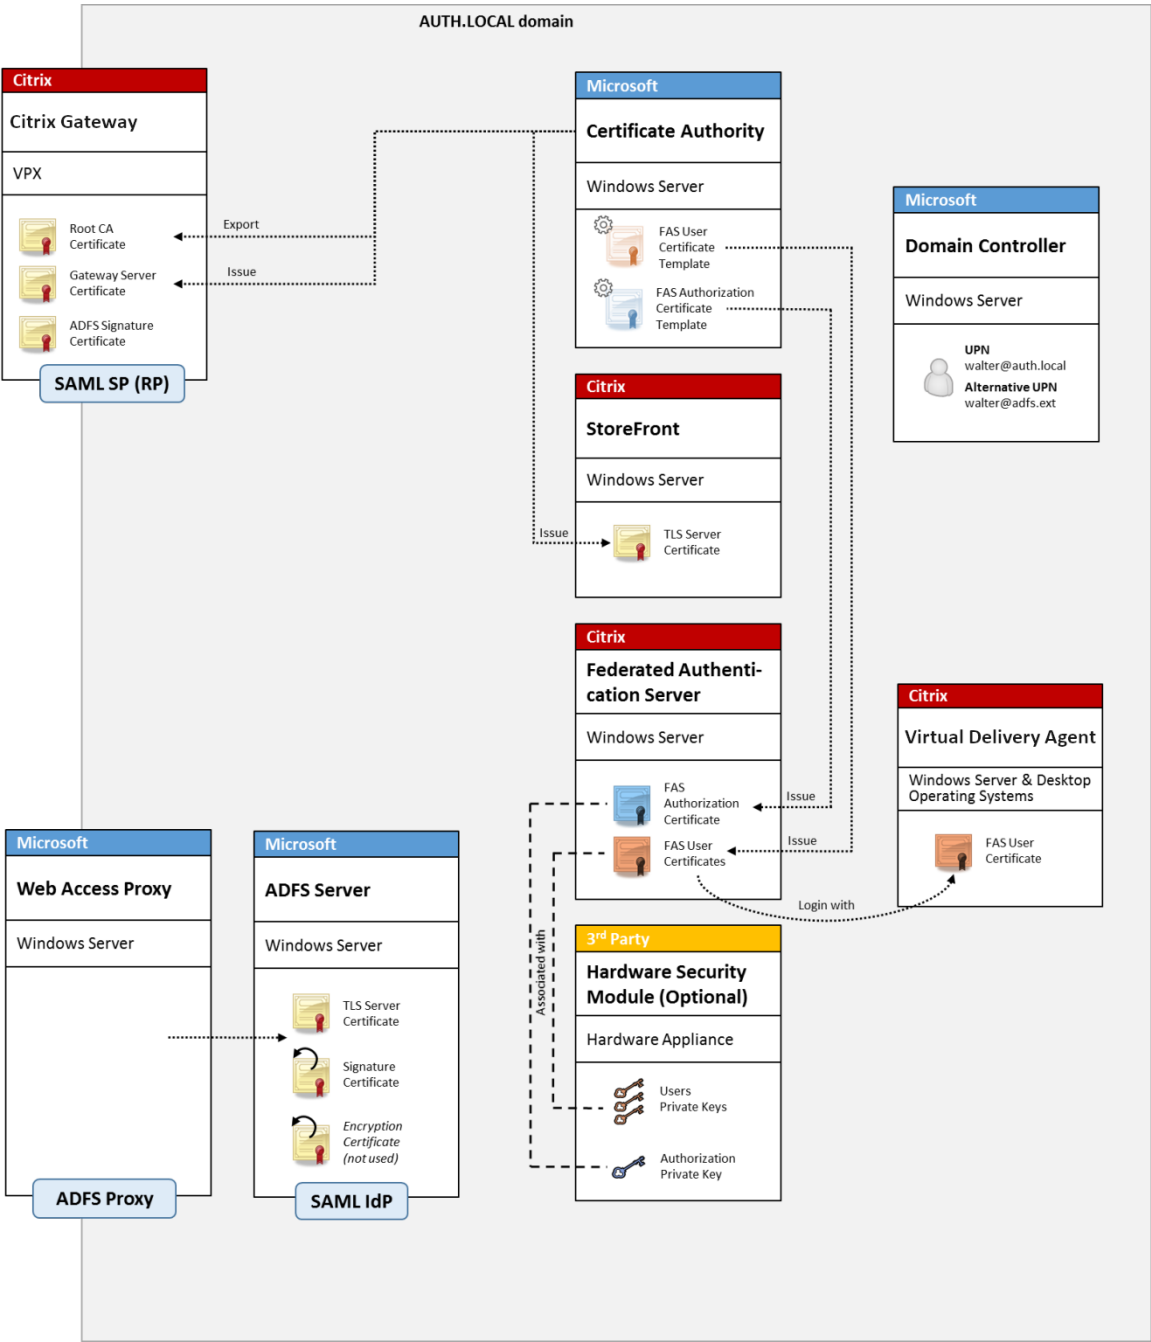 AUTH.LOCAL domain
Citrix
Citrix Gateway
VPX
Root CA
Certificate
Gateway Server
Certificate
ADFS Signature
Certificate
SAML SP (RP)
Export
Issue
Microsoft
Certificate Authority
Windows Server
FAS User
Certificate
Template
FAS Authorization
Certificate
Template
Microsoft
Domain Controller
Windows Server
UPN
walter@auth.local
Alternative UPN
walter@adfs.ext
Citrix
StoreFront
Windows Server
Issue
TLS Server
Certificate
Citrix
Federated Authenti-
cation Server
Windows Server
FAS
Authorization
Certificate
FAS User
Certificates
Issue
Issue
Login with
Citrix
Virtual Delivery Agent
Windows Server & Desktop
Operating Systems
FAS User
Certificate
Microsoft
Web Access Proxy
Windows Server
ADFS Proxy
Microsoft
ADFS Server
Windows Server
TLS Server
Certificate
Signature
Certificate
Encryption
Certificate
(not used)
SAML IdP
Associated with
3rd Party
Hardware Security
Module (Optional)
Hardware Appliance
Users
Private Keys
Authorization
Private Key